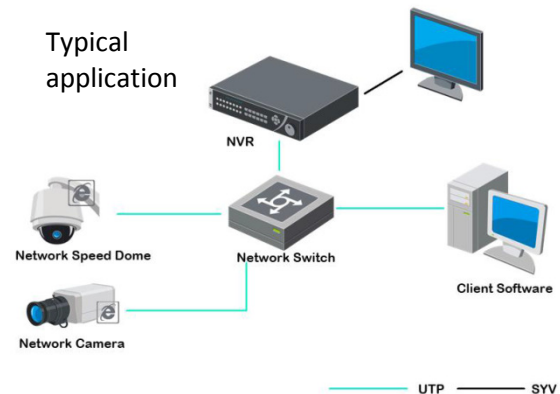 Typical
application
NVR
Network Speed Dome
Network Switch
Client Software
Network Camera
UTP
SYV